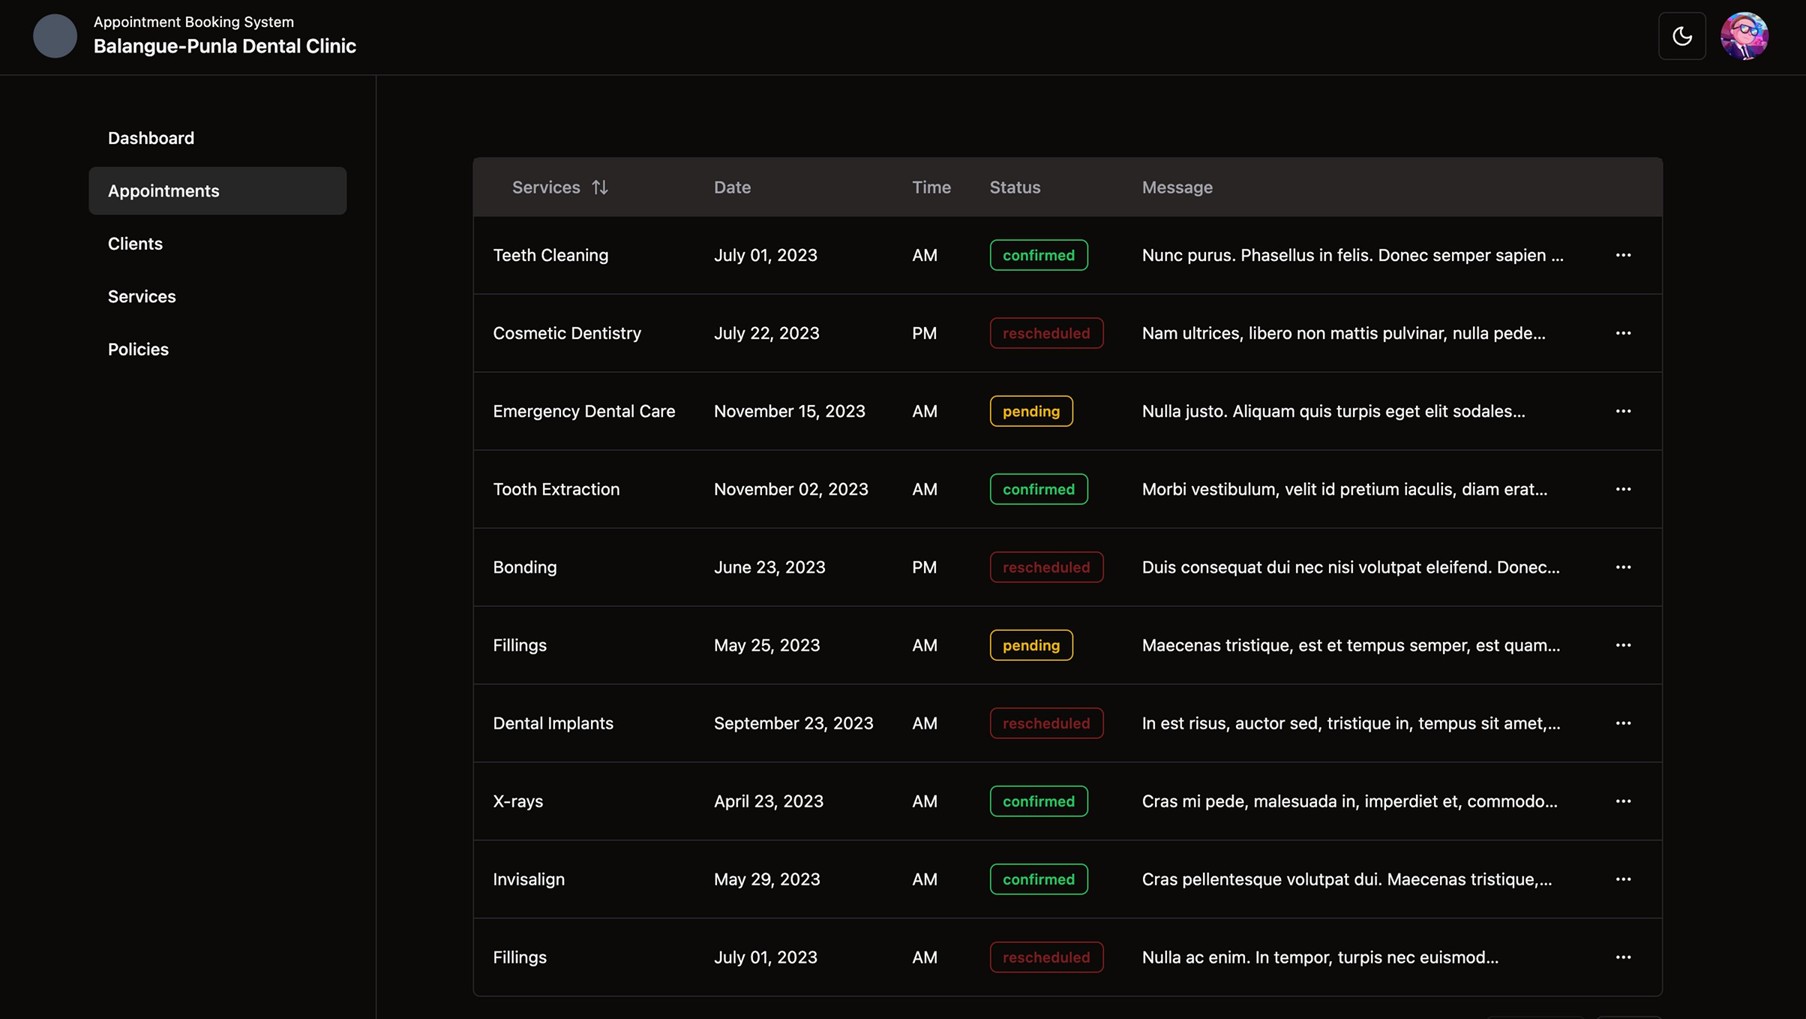 Appointment Booking System
Balangue-Punla Dental Clinic
Dashboard
Appointments
Clients
Services
Policies
Services Date Time Status Message
Teeth Cleaning July 01, 2023 AM confirmed Nunc purus. Phasellus in felis. Donec semper sapien ...
Cosmetic Dentistry July 22, 2023 PM rescheduled Nam ultrices, libero non mattis pulvinar, nulla pede...
Emergency Dental Care November 15, 2023 AM pending Nulla justo. Aliquam quis turpis eget elit sodales...
Tooth Extraction November 02, 2023 AM confirmed Morbi vestibulum, velit id pretium iaculis, diam erat...
Bonding June 23, 2023 PM rescheduled Duis consequat dui nec nisi volutpat eleifend. Donec...
Fillings May 25, 2023 AM pending Maecenas tristique, est et tempus semper, est quam...
Dental Implants September 23, 2023 AM rescheduled In est risus, auctor sed, tristique in, tempus sit amet,...
X-rays April 23, 2023 AM confirmed Cras mi pede, malesuada in, imperdiet et, commodo...
Invisalign May 29, 2023 AM confirmed Cras pellentesque volutpat dui. Maecenas tristique,...
Fillings July 01, 2023 AM rescheduled Nulla ac enim. In tempor, turpis nec euismod...